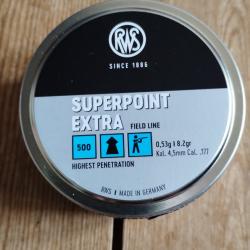 RWS
SINCE 1886
SUPERPOINT
EXTRA FIELD LINE
500
0,53g | 8.2gr
Kal. 4,5mm Cal. .177
HIGHEST PENETRATION
RWS / MADE IN GERMANY